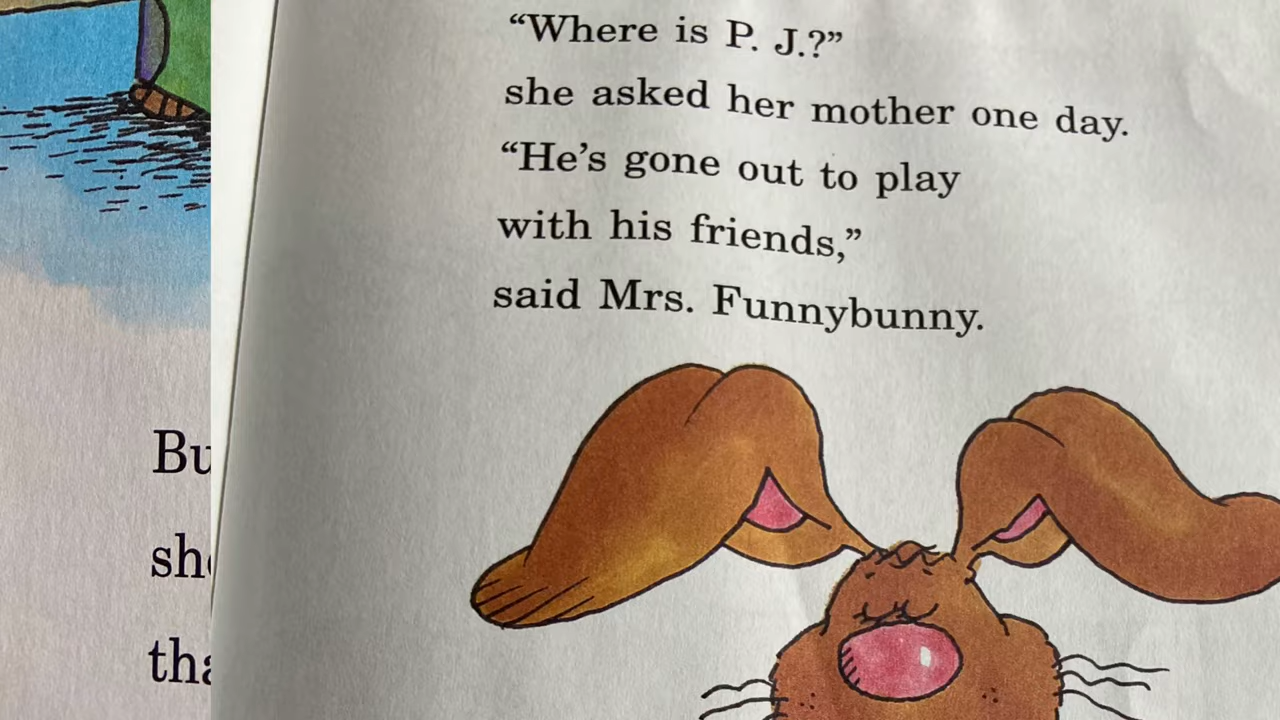 “Where is P. J.?”
she asked her mother one day.
“He’s gone out to play
with his friends,”
said Mrs. Funnybunny.